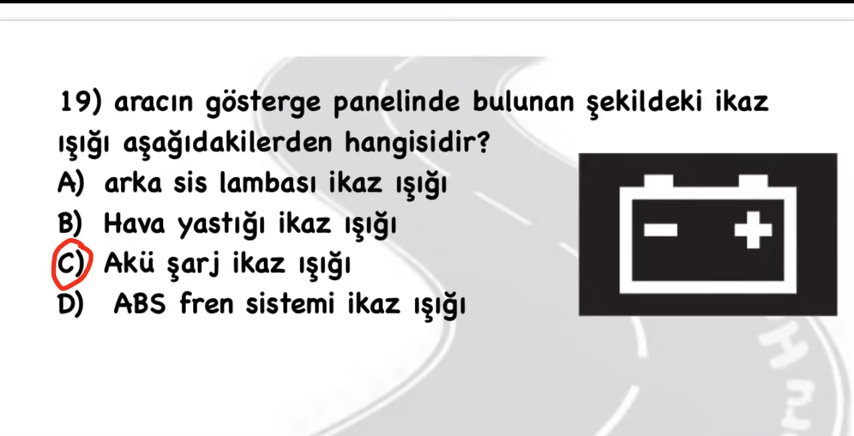 19) aracın gösterge panelinde bulunan şekildeki ikaz
ışığı aşağıdakilerden hangisidir?
A) arka sis lambası ikaz ışığı
B) Hava yastığı ikaz ışığı
C) Akü şarj ikaz ışığı
D) ABS fren sistemi ikaz ışığı
- +